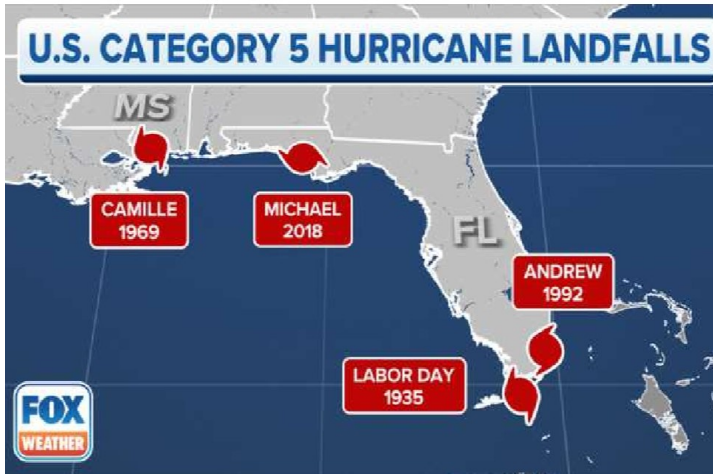 U.S. CATEGORY 5 HURRICANE LANDFALLS
MS
CAMILLE
1969
MICHAEL
2018
FL
ANDREW
1992
LABOR DAY
1935
FOX
WEATHER